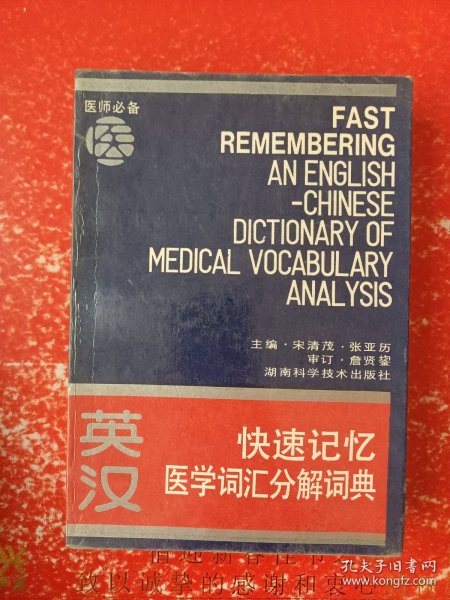 医师必备
医
FAST
REMEMBERING
AN ENGLISH
-CHINESE
DICTIONARY OF
MEDICAL VOCABULARY
ANALYSIS
主编·宋清茂·张亚历
审订·詹贤鋆
湖南科学技术出版社
英汉
快速记忆
医学词汇分解词典
致以诚挚的感谢和衷心
孔夫子旧书网